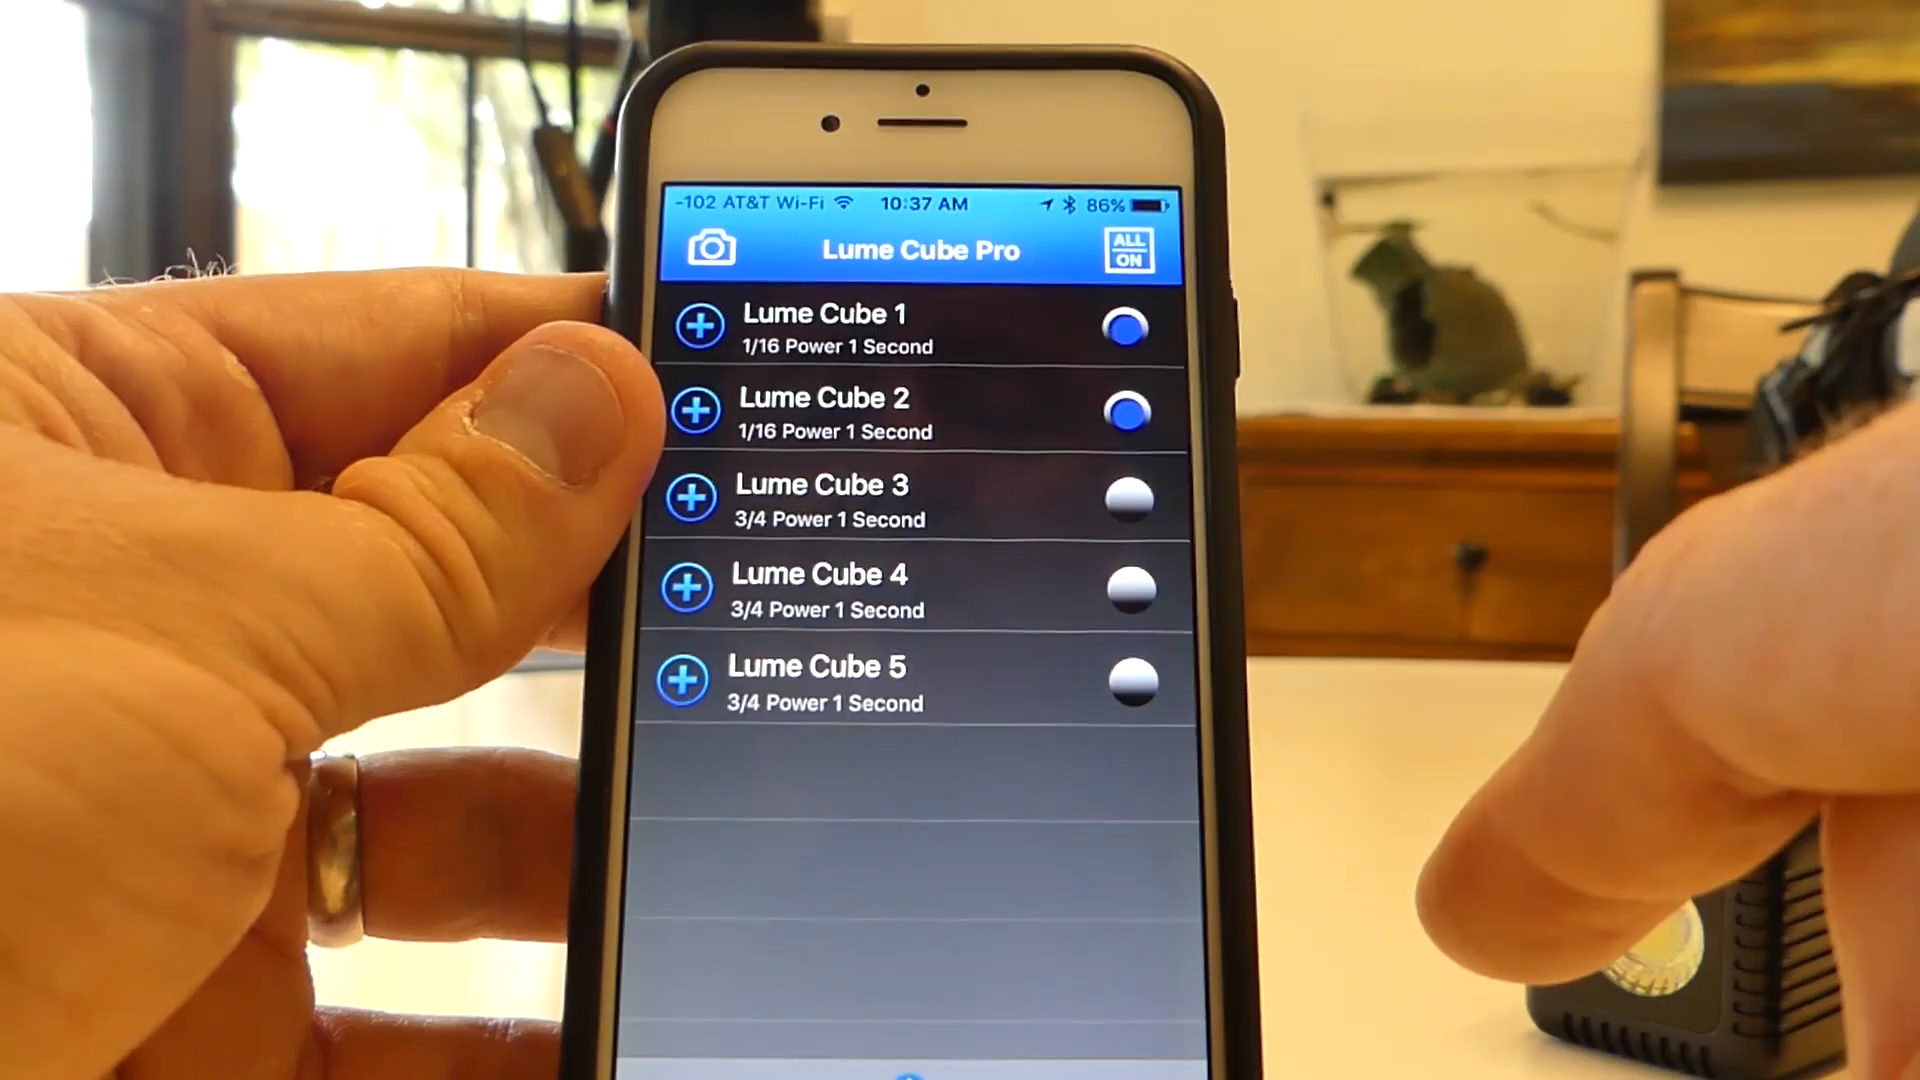 -102 AT&T Wi-Fi 10:37 AM 86%
Lume Cube Pro
ALL
ON
Lume Cube 1
1/16 Power 1 Second
Lume Cube 2
1/16 Power 1 Second
Lume Cube 3
3/4 Power 1 Second
Lume Cube 4
3/4 Power 1 Second
Lume Cube 5
3/4 Power 1 Second